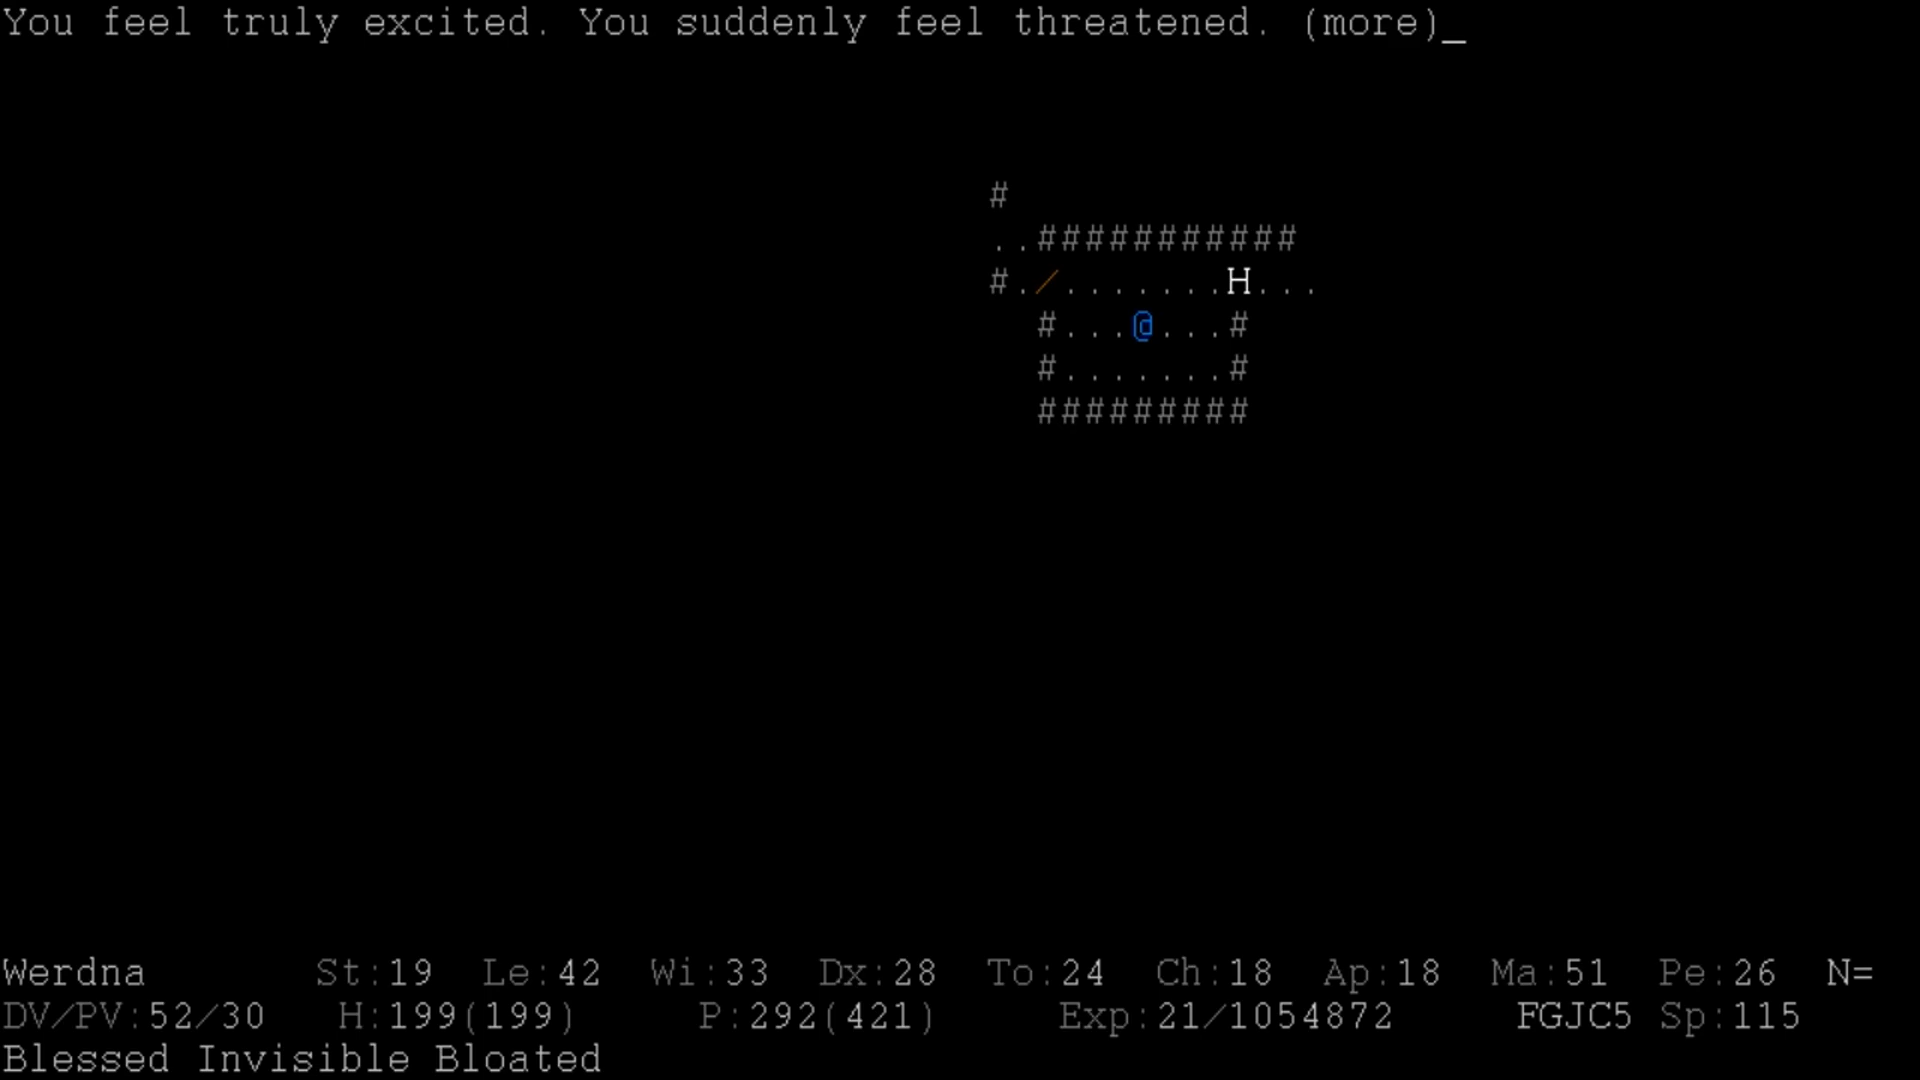 You feel truly excited. You suddenly feel threatened. (more)_
#
..###########
#./.......H...
#...@...#
#.......#
#########
Werdna St:19 Le:42 Wi:33 Dx:28 To:24 Ch:18 Ap:18 Ma:51 Pe:26 N=
DV/PV:52/30 H:199(199) P:292(421) Exp:21/1054872 FGJC5 Sp:115
Blessed Invisible Bloated